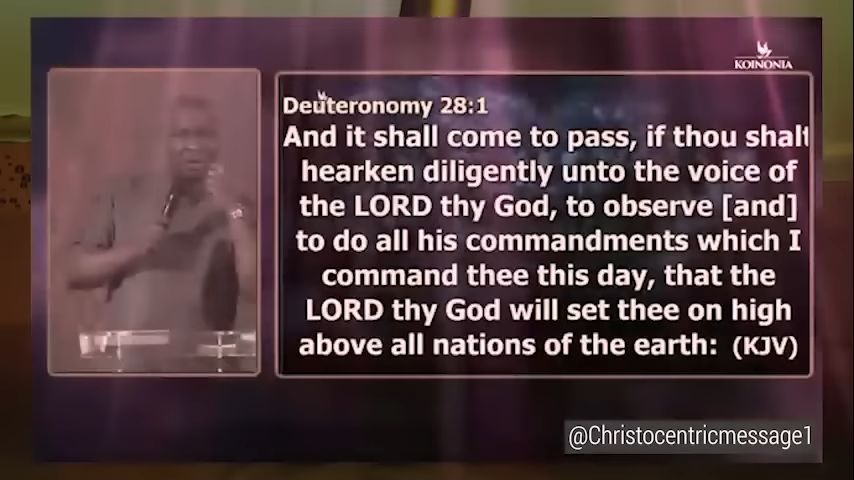 KOINONIA
Deuteronomy 28:1
And it shall come to pass, if thou shalt
hearken diligently unto the voice of
the LORD thy God, to observe [and]
to do all his commandments which I
command thee this day, that the
LORD thy God will set thee on high
above all nations of the earth: (KJV)
@Christocentricmessage1